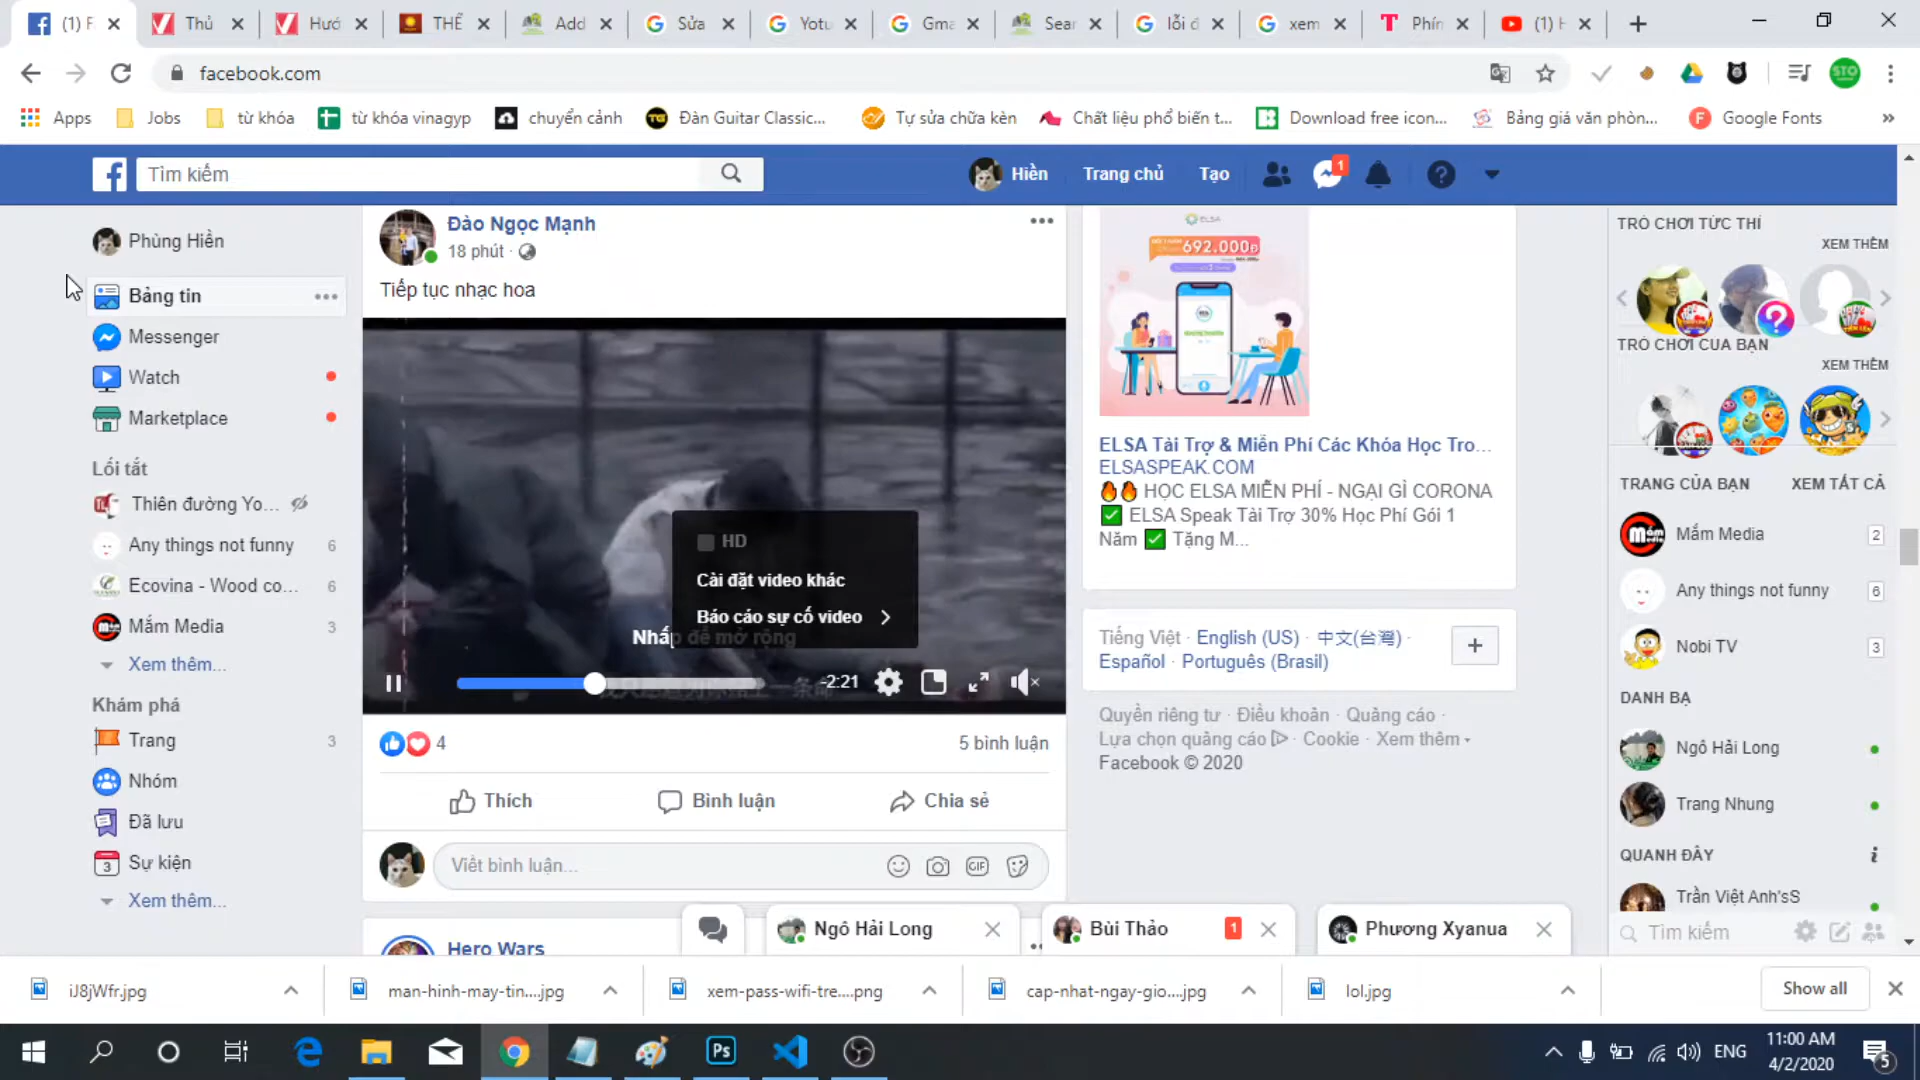 (1) F
Thủ
Hướ
THẾ
Add
Sửa
Yotu
Gma
Sear
lỗi đ
xem
Phín
(1) H
facebook.com
STO
Apps
Jobs
từ khóa
từ khóa vinagyp
chuyển cảnh
Đàn Guitar Classic...
Tự sửa chữa kèn
Chất liệu phổ biến t...
Download free icon...
Bảng giá văn phòn...
Google Fonts
Tìm kiếm
Hiền
Trang chủ
Tạo
1
Phùng Hiền
Bảng tin
Messenger
Watch
Marketplace
Lối tắt
Thiên đường Yo...
Any things not funny 6
Ecovina - Wood co... 6
Mắm Media 3
Xem thêm...
Khám phá
Trang 3
Nhóm
Đã lưu
Sự kiện
Xem thêm...
Đào Ngọc Mạnh
18 phút ·
Tiếp tục nhạc hoa
HD
Cài đặt video khác
Báo cáo sự cố video
Nhấp để mở rộng
-2:21
4
5 bình luận
Thích
Bình luận
Chia sẻ
Viết bình luận...
GIF
Hero Wars
ELSA
692.000Đ
ELSA Tài Trợ & Miễn Phí Các Khóa Học Tro...
ELSASPEAK.COM
HỌC ELSA MIỄN PHÍ - NGẠI GÌ CORONA
ELSA Speak Tài Trợ 30% Học Phí Gói 1
Năm Tặng M...
Tiếng Việt · English (US) · 中文(台灣) ·
Español · Português (Brasil)
Quyền riêng tư · Điều khoản · Quảng cáo ·
Lựa chọn quảng cáo · Cookie · Xem thêm
Facebook © 2020
TRÒ CHƠI TỨC THÌ
XEM THÊM
TRÒ CHƠI CỦA BẠN
XEM THÊM
TRANG CỦA BẠN XEM TẤT CẢ
Mắm Media 2
Any things not funny 6
Nobi TV 3
DANH BẠ
Ngô Hải Long
Trang Nhung
QUANH ĐÂY
Trần Việt Anh'sS
Tìm kiếm
Ngô Hải Long
Bùi Thảo 1
Phương Xyanua
iJ8jWfr.jpg
man-hinh-may-tin....jpg
xem-pass-wifi-tre....png
cap-nhat-ngay-gio....jpg
lol.jpg
Show all
Ps
ENG
11:00 AM
4/2/2020
5